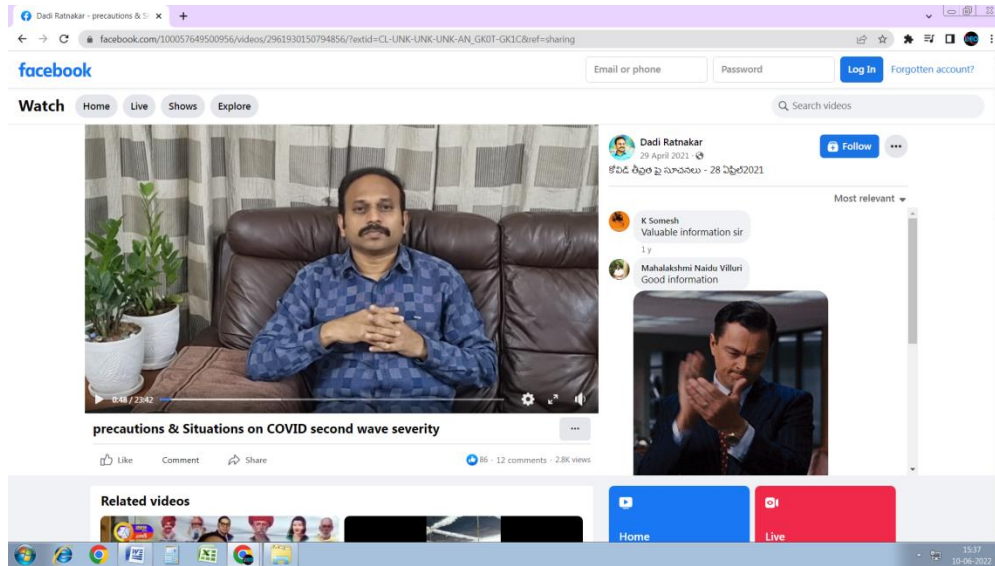 Dadi Ratnakar - precautions & Si
facebook.com/100057649500956/videos/2961930150794856/?extid=CL-UNK-UNK-UNK-AN_GK0T-GK1C&ref=sharing
facebook
Email or phone
Password
Log In
Forgotten account?
Watch
Home
Live
Shows
Explore
Search videos
Dadi Ratnakar
29 April 2021 ·
Follow
కోవిడ్ తీవ్రత పై సూచనలు - 28 ఏప్రిల్2021
Most relevant
K Somesh
Valuable information sir
1 y
Mahalakshmi Naidu Villuri
Good information
0:48 / 23:42
precautions & Situations on COVID second wave severity
Like
Comment
Share
86 · 12 comments · 2.8K views
Related videos
Home
Live
15:37
10-06-2022